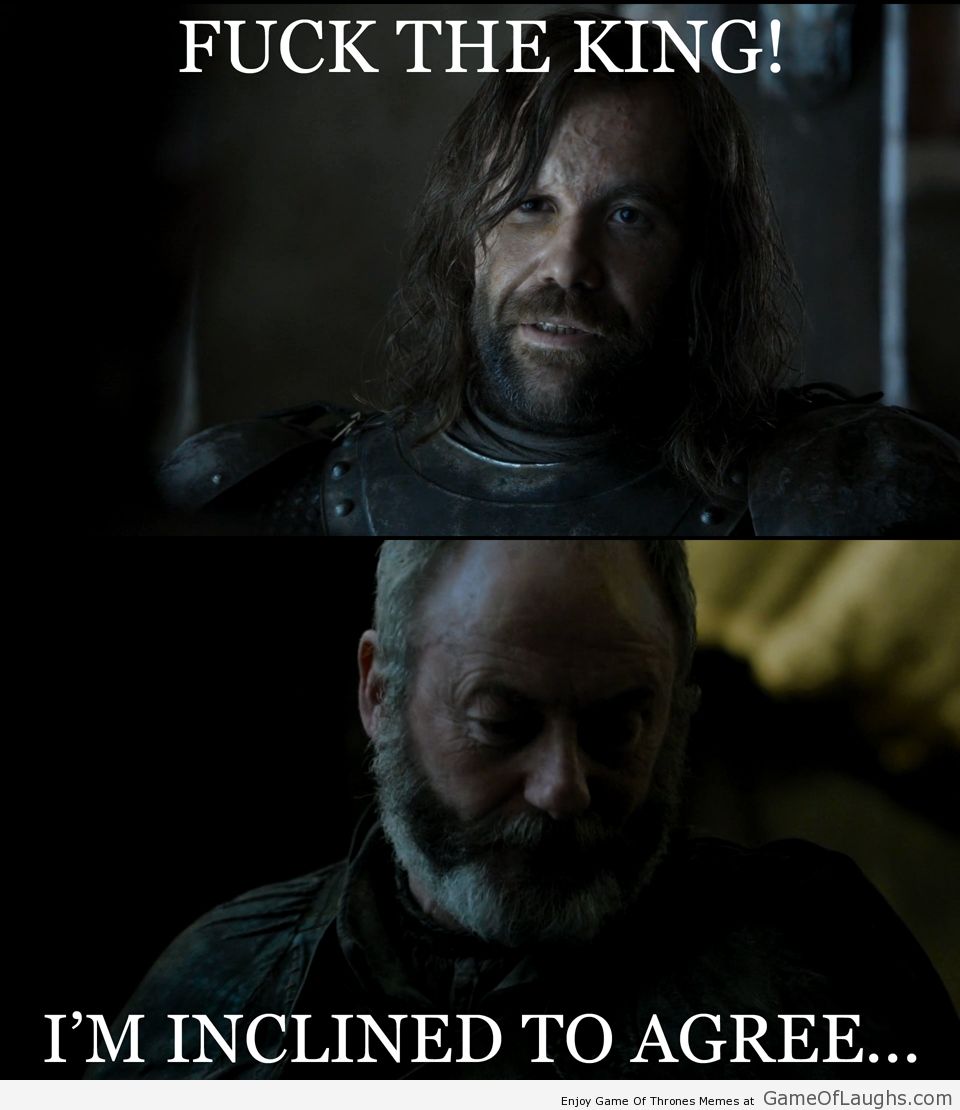 FUCK THE KING!
I’M INCLINED TO AGREE...
Enjoy Game Of Thrones Memes at GameOfLaughs.com